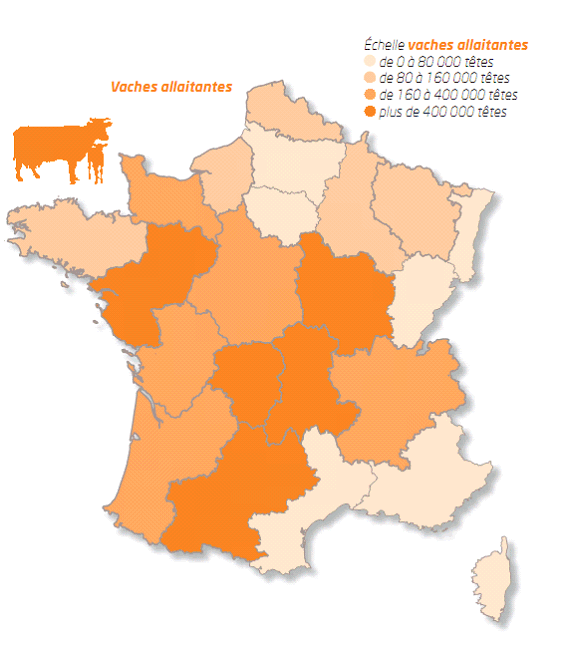 Échelle vaches allaitantes
de 0 à 80 000 têtes
de 80 à 160 000 têtes
de 160 à 400 000 têtes
plus de 400 000 têtes
Vaches allaitantes